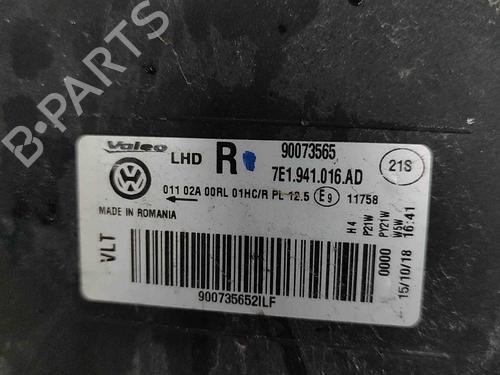 B-PARTS
Valeo
LHD R
90073565
7E1.941.016.AD
21S
011 02A 00RL 01HC/R PL 12.5 E9 11758
MADE IN ROMANIA
VLT
900735652ILF
H4
P21W
PY21W
W5W
0000
15/10/18 16:41